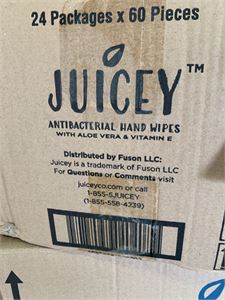 24 Packages x 60 Pieces
JUICEY™
ANTIBACTERIAL HAND WIPES
WITH ALOE VERA & VITAMIN E
Distributed by Fuson LLC:
Juicey is a trademark of Fuson LLC
For Questions or Comments visit
juiceyco.com or call
1-855-5JUICEY
(1-855-558-4239)